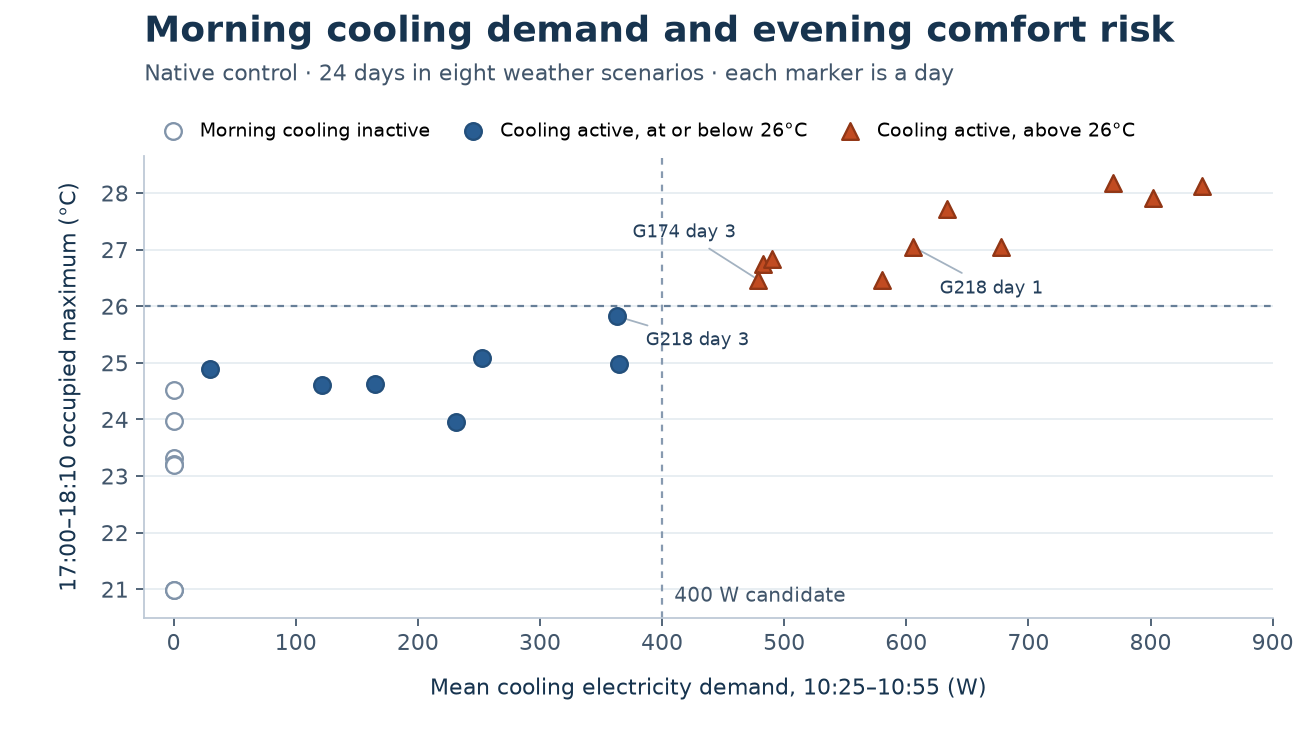 Morning cooling demand and evening comfort risk
Native control · 24 days in eight weather scenarios · each marker is a day
Morning cooling inactive
Cooling active, at or below 26°C
Cooling active, above 26°C
17:00–18:10 occupied maximum (°C)
28
27
26
25
24
23
22
21
G174 day 3
G218 day 1
G218 day 3
400 W candidate
0 100 200 300 400 500 600 700 800 900
Mean cooling electricity demand, 10:25–10:55 (W)